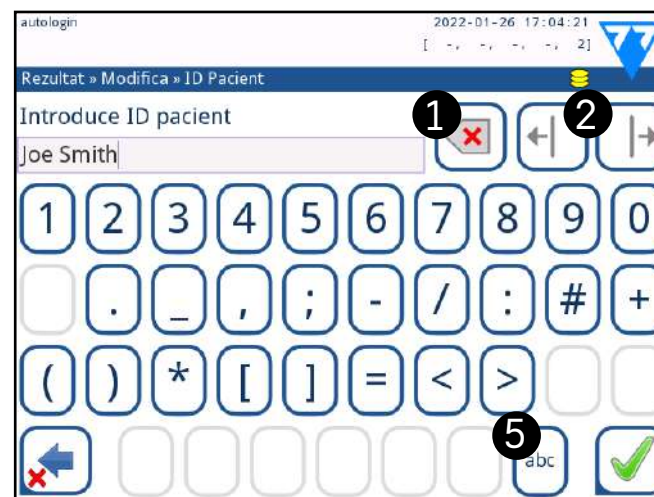 autologin
2022-01-26 17:04:21
[ -, -, -, -, 2]
77
Rezultat » Modifica » ID Pacient
Introduce ID pacient
1
2
Joe Smith
1 2 3 4 5 6 7 8 9 0
. _ , ; - / : # +
( ) * [ ] = < >
5
abc